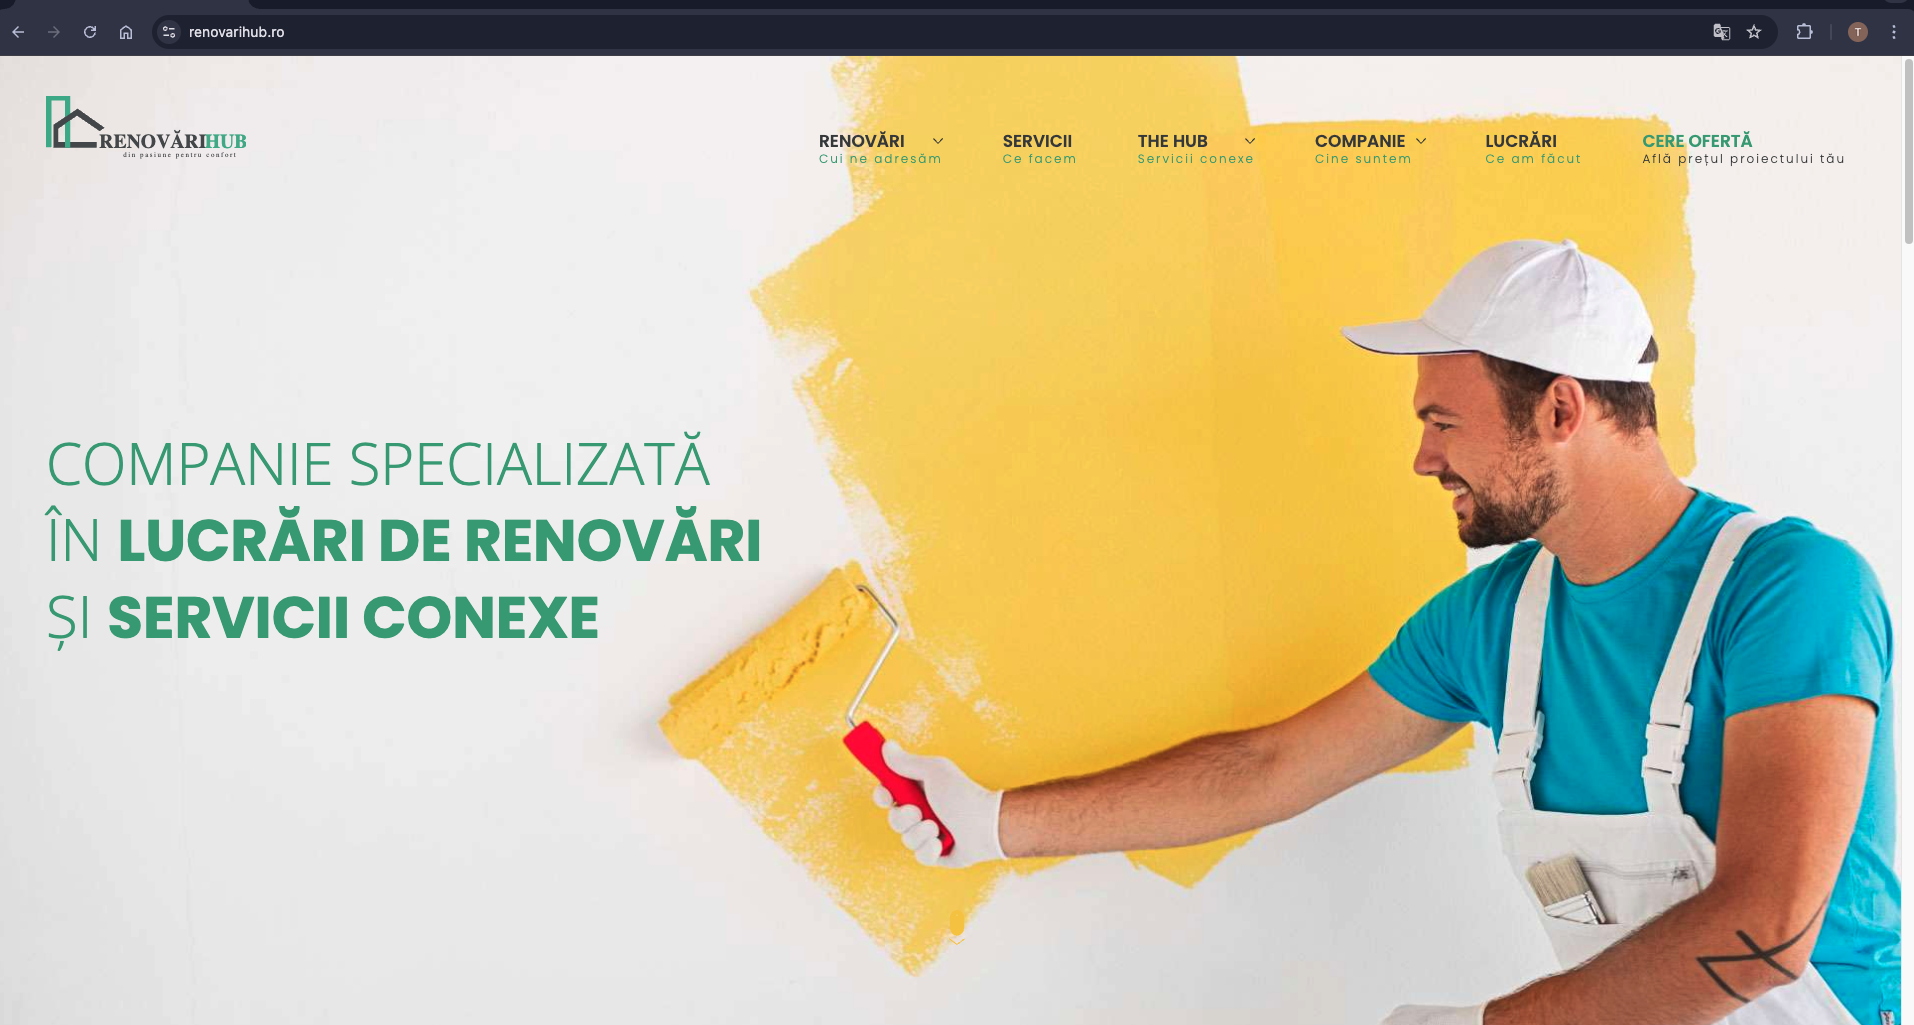 renovarihub.ro
T
RENOVĂRIHUB
din pasiune pentru confort
RENOVĂRI
Cui ne adresăm
SERVICII
Ce facem
THE HUB
Servicii conexe
COMPANIE
Cine suntem
LUCRĂRI
Ce am făcut
CERE OFERTĂ
Află prețul proiectului tău
COMPANIE SPECIALIZATĂ
ÎN LUCRĂRI DE RENOVĂRI
ȘI SERVICII CONEXE